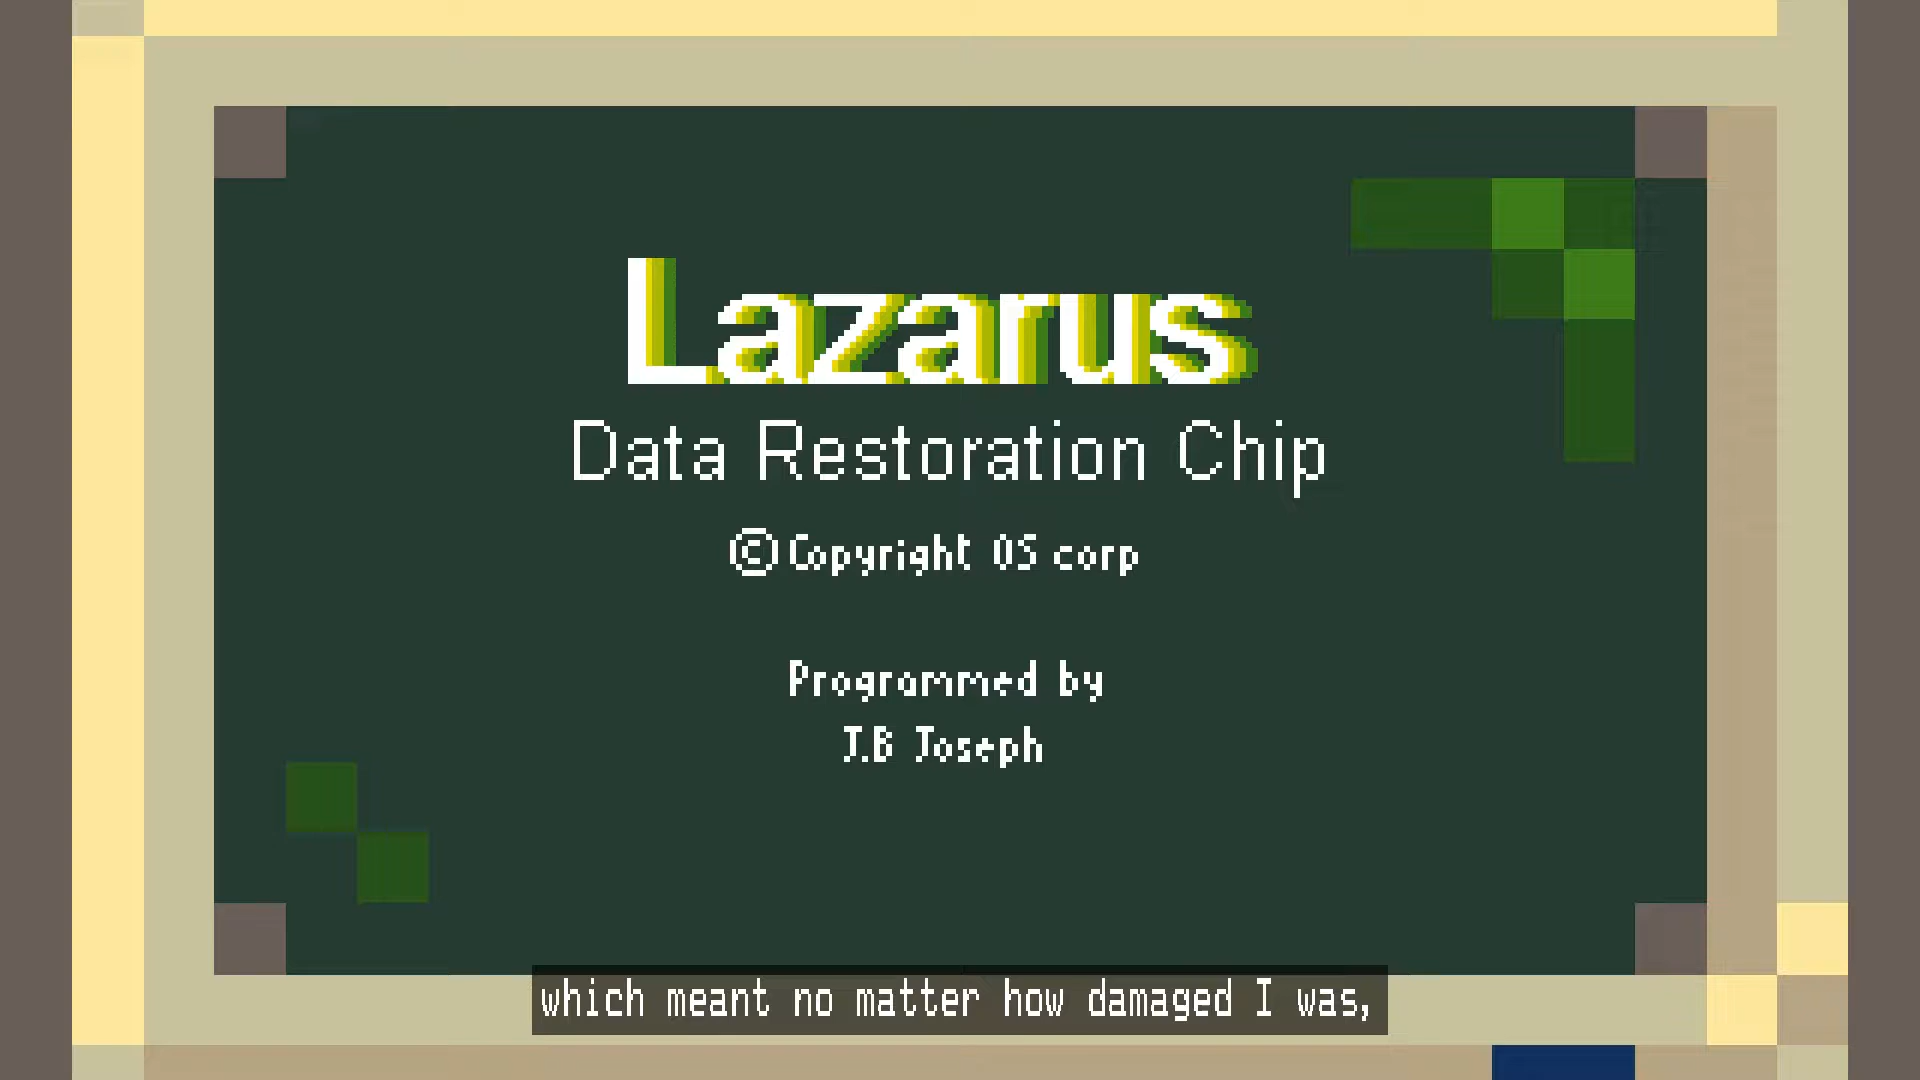 Lazarus
Data Restoration Chip
©Copyright OS corp
Programmed by
J.B Joseph
which meant no matter how damaged I was,